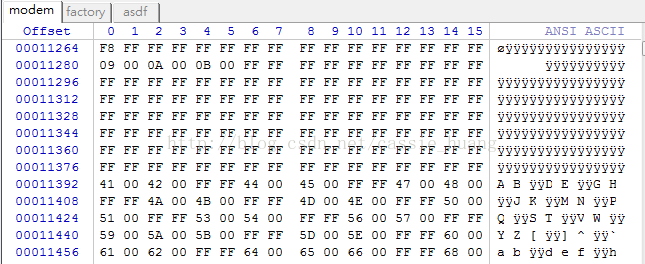 modem factory asdf
Offset 0 1 2 3 4 5 6 7 8 9 10 11 12 13 14 15 ANSI ASCII
00011264 F8 FF FF FF FF FF FF FF FF FF FF FF FF FF FF FF øÿÿÿÿÿÿÿÿÿÿÿÿÿÿÿ
00011280 09 00 0A 00 0B 00 FF FF FF FF FF FF FF FF FF FF ÿÿÿÿÿÿÿÿÿÿ
00011296 FF FF FF FF FF FF FF FF FF FF FF FF FF FF FF FF ÿÿÿÿÿÿÿÿÿÿÿÿÿÿÿÿ
00011312 FF FF FF FF FF FF FF FF FF FF FF FF FF FF FF FF ÿÿÿÿÿÿÿÿÿÿÿÿÿÿÿÿ
00011328 FF FF FF FF FF FF FF FF FF FF FF FF FF FF FF FF ÿÿÿÿÿÿÿÿÿÿÿÿÿÿÿÿ
00011344 FF FF FF FF FF FF FF FF FF FF FF FF FF FF FF FF ÿÿÿÿÿÿÿÿÿÿÿÿÿÿÿÿ
00011360 FF FF FF FF FF FF FF FF FF FF FF FF FF FF FF FF ÿÿÿÿÿÿÿÿÿÿÿÿÿÿÿÿ
http://blog.csdn.net/cassie_huang
00011376 FF FF FF FF FF FF FF FF FF FF FF FF FF FF FF FF ÿÿÿÿÿÿÿÿÿÿÿÿÿÿÿÿ
00011392 41 00 42 00 FF FF 44 00 45 00 FF FF 47 00 48 00 A B ÿÿD E ÿÿG H
00011408 FF FF 4A 00 4B 00 FF FF 4D 00 4E 00 FF FF 50 00 ÿÿJ K ÿÿM N ÿÿP
00011424 51 00 FF FF 53 00 54 00 FF FF 56 00 57 00 FF FF Q ÿÿS T ÿÿV W ÿÿ
00011440 59 00 5A 00 5B 00 FF FF 5D 00 5E 00 FF FF 60 00 Y Z [ ÿÿ] ^ ÿÿ`
00011456 61 00 62 00 FF FF 64 00 65 00 66 00 FF FF 68 00 a b ÿÿd e f ÿÿh